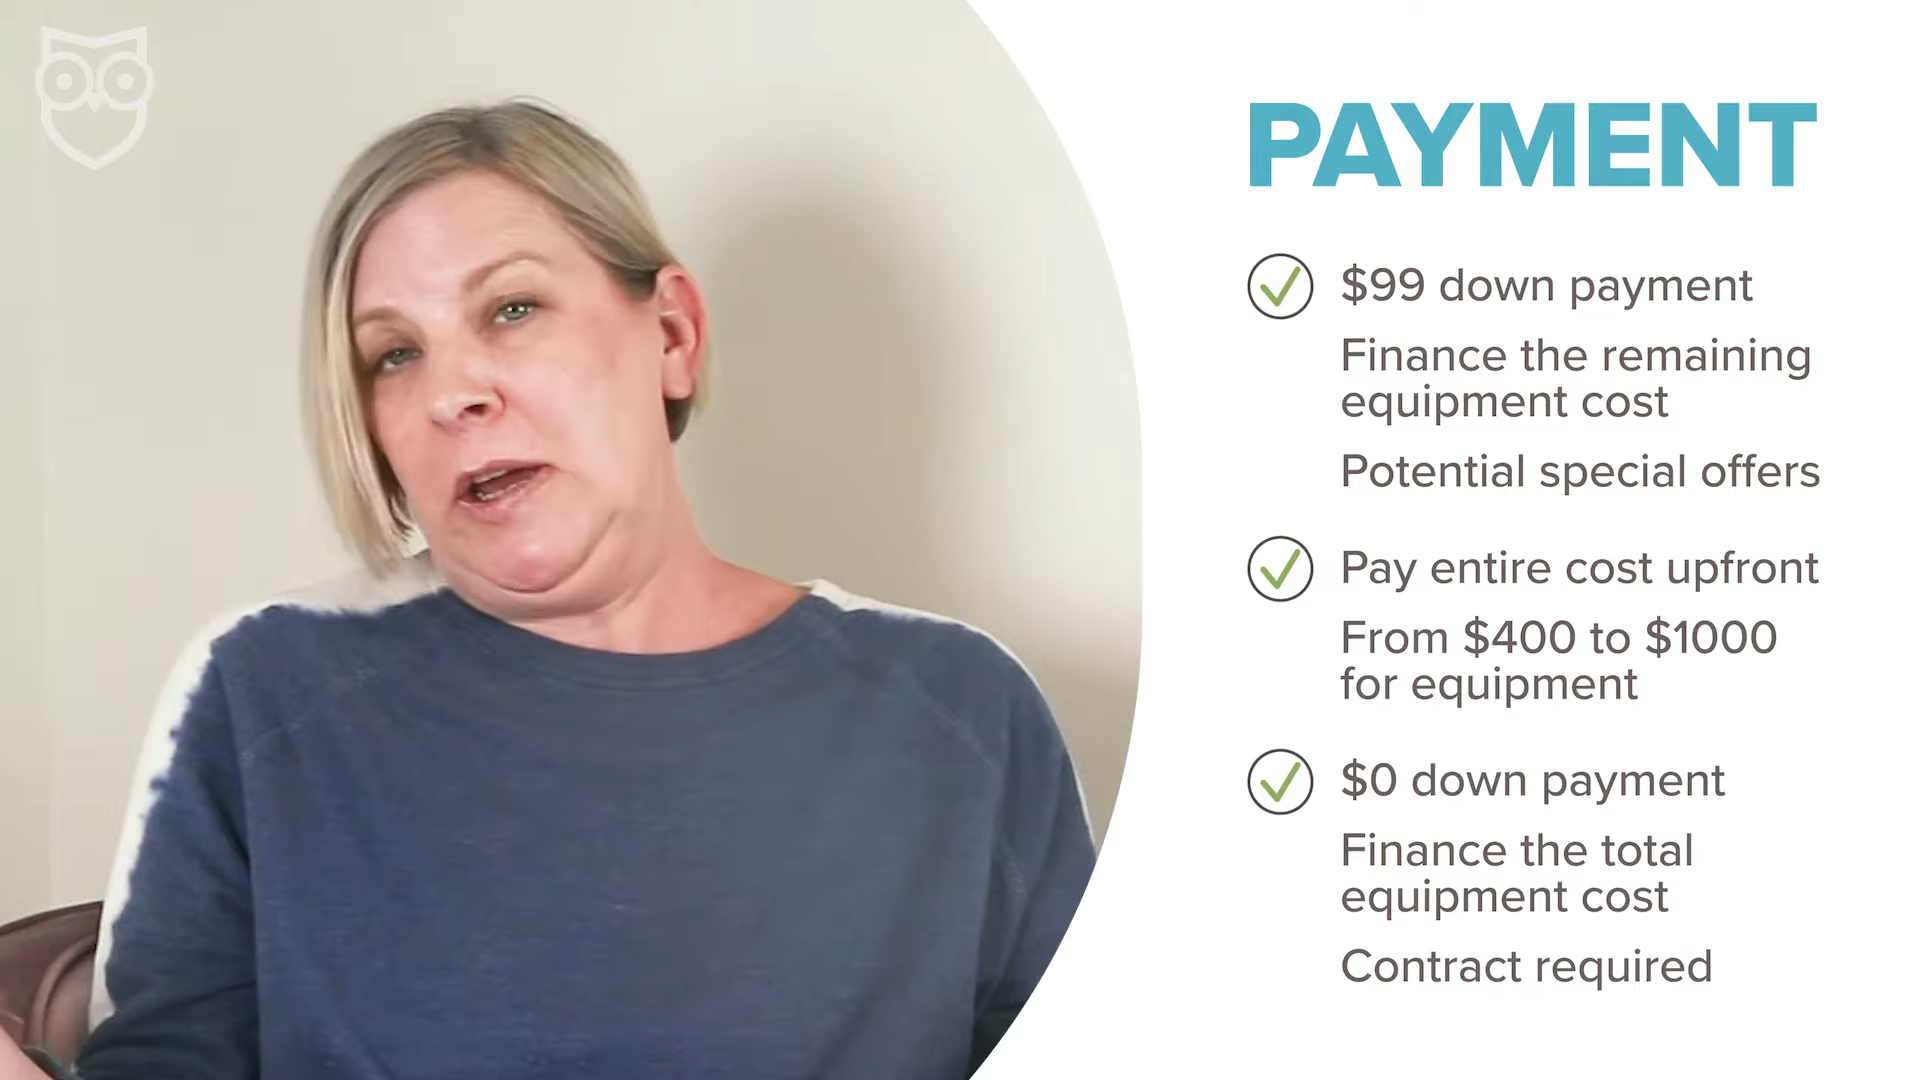 PAYMENT
$99 down payment
Finance the remaining
equipment cost
Potential special offers
Pay entire cost upfront
From $400 to $1000
for equipment
$0 down payment
Finance the total
equipment cost
Contract required